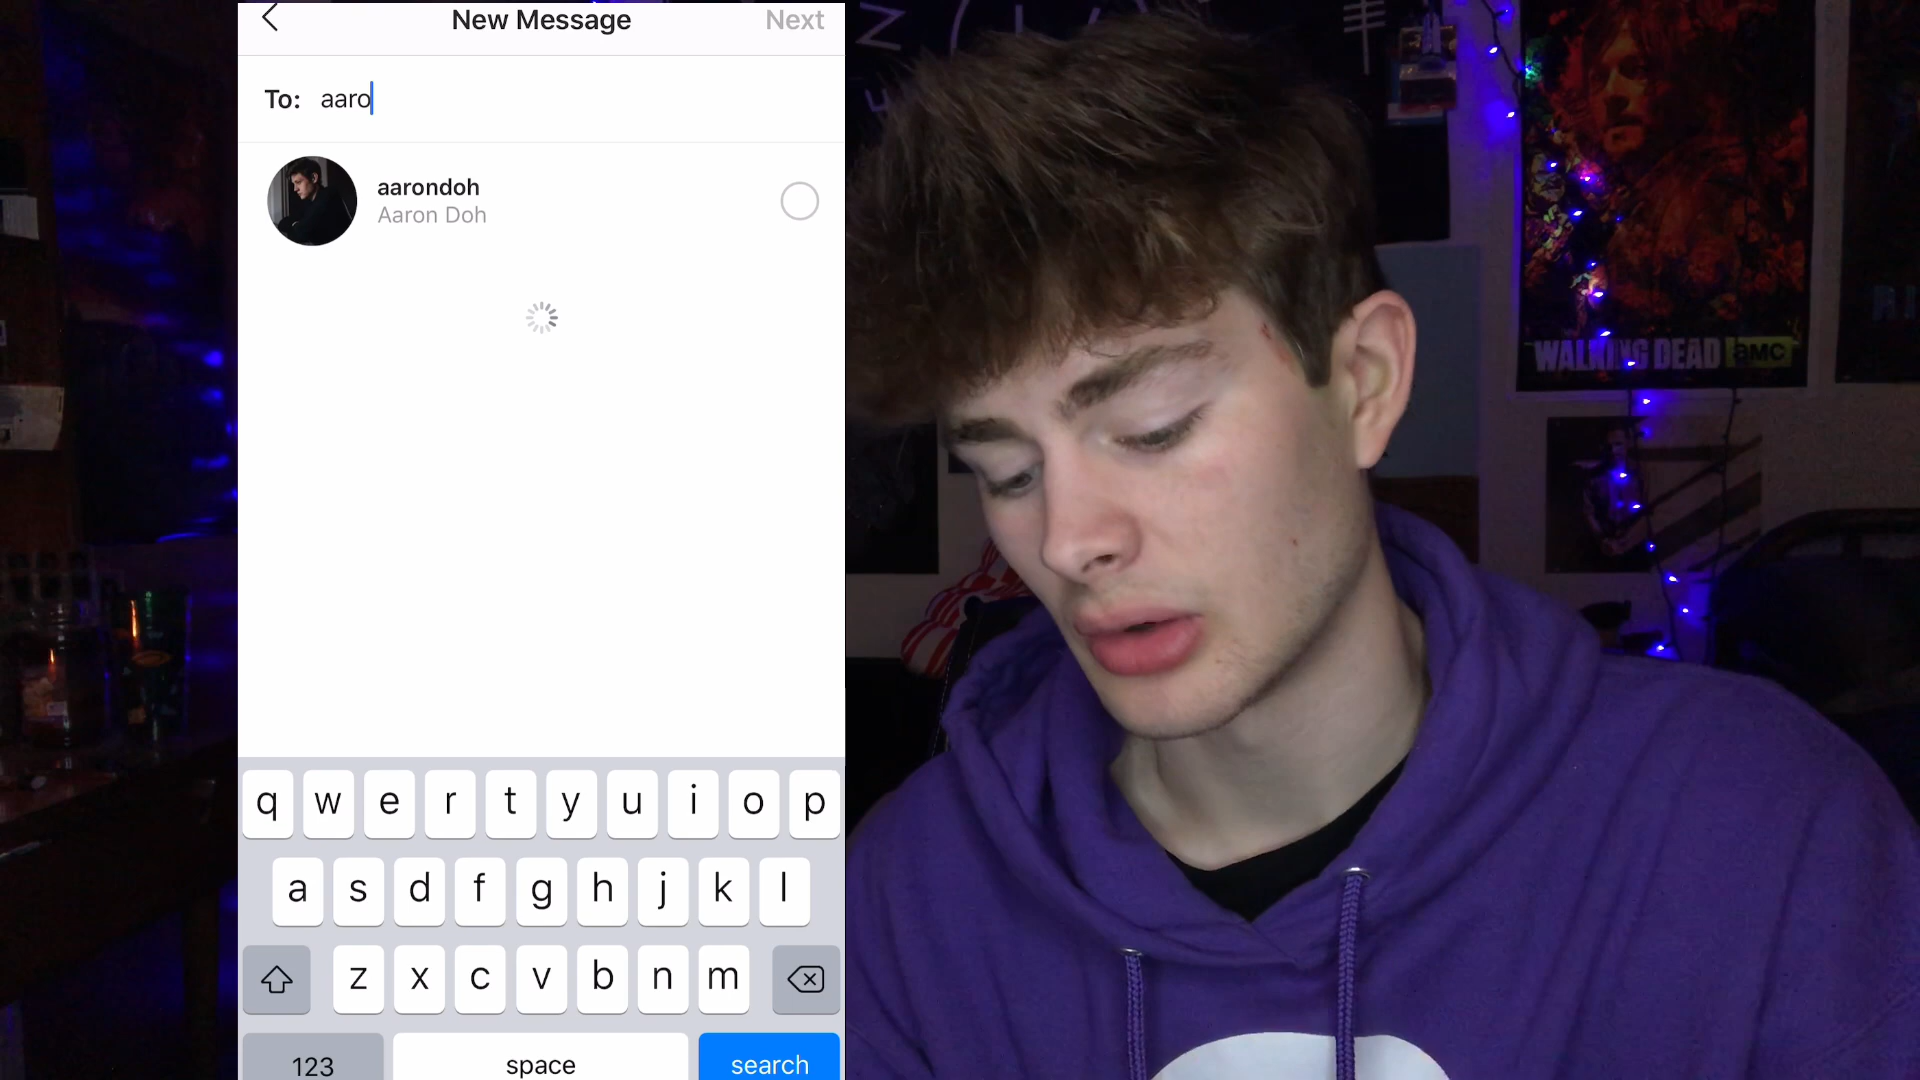 New Message
Next
To: aaro
aarondoh
Aaron Doh
q w e r t y u i o p
a s d f g h j k l
z x c v b n m
123 space search
WALKING DEAD aMC